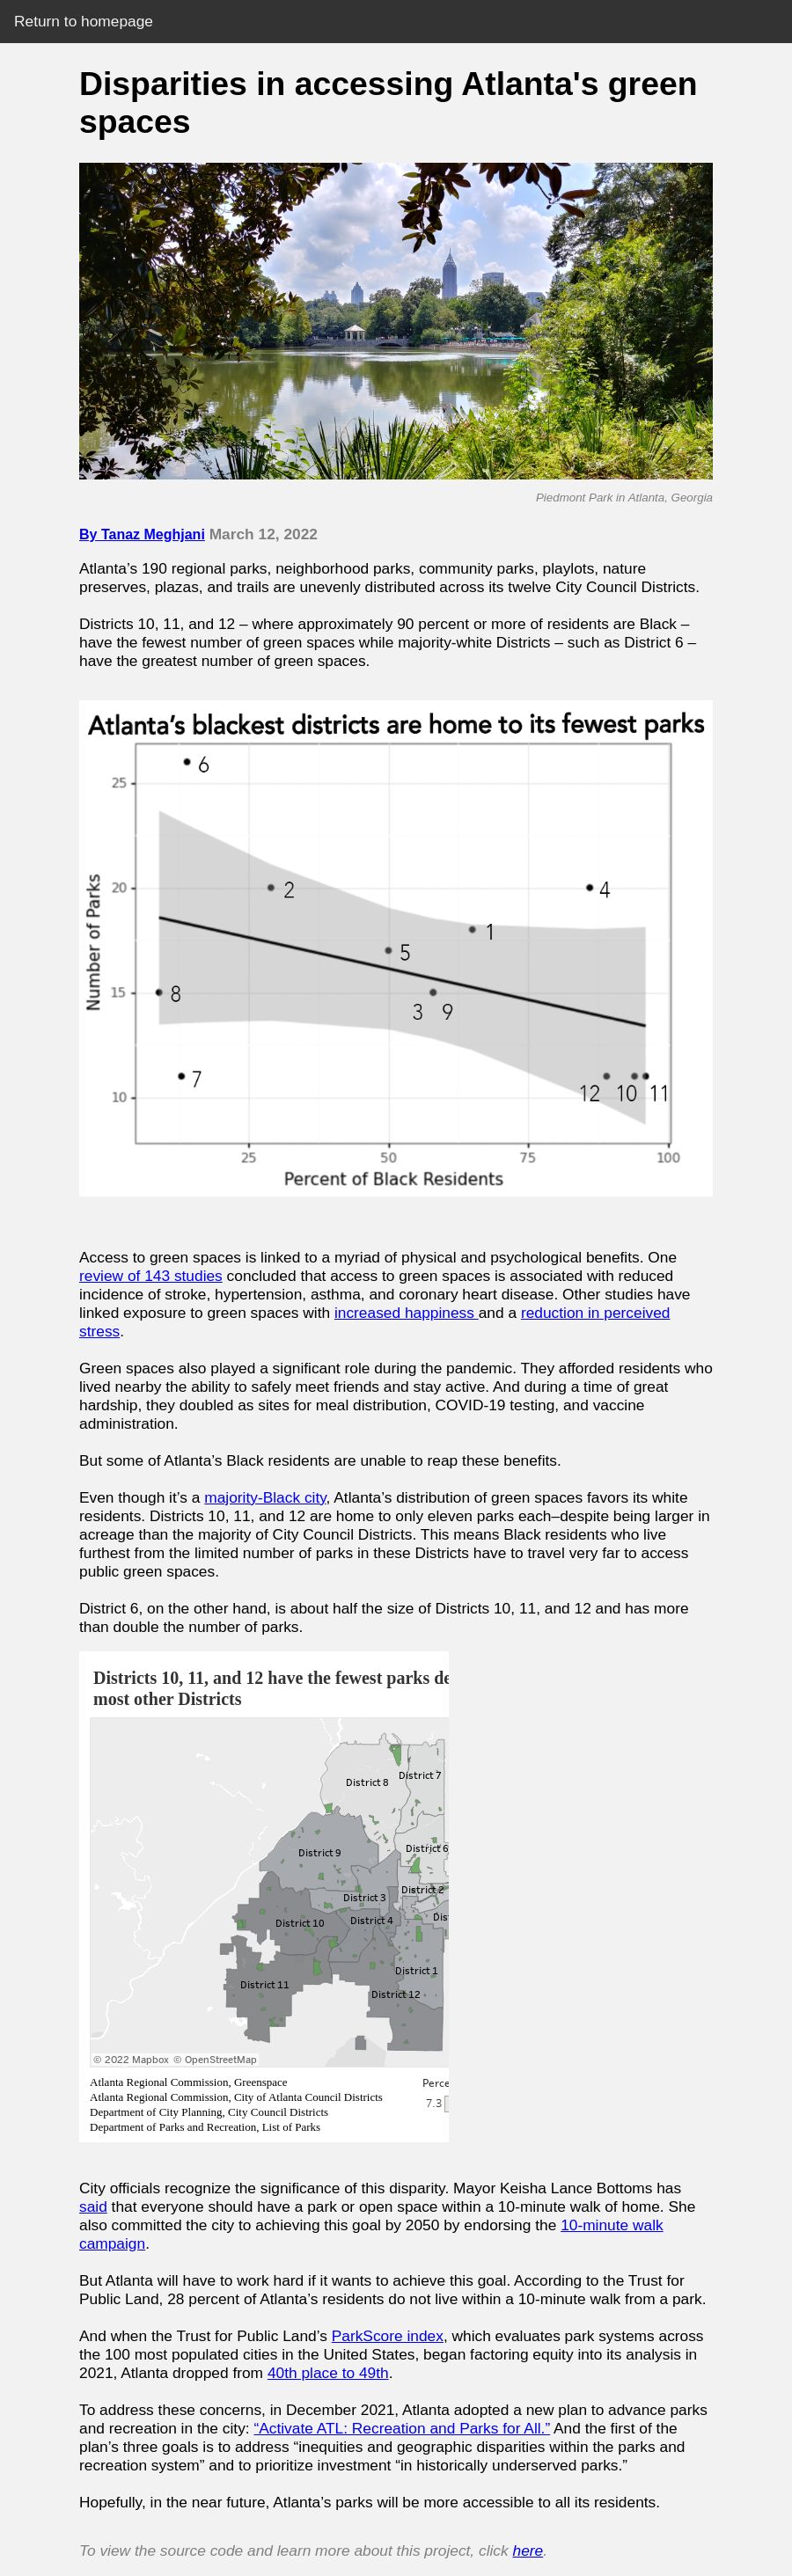 Return to homepage
Disparities in accessing Atlanta's green
spaces
Piedmont Park in Atlanta, Georgia
By Tanaz Meghjani March 12, 2022
Atlanta’s 190 regional parks, neighborhood parks, community parks, playlots, nature
preserves, plazas, and trails are unevenly distributed across its twelve City Council Districts.
Districts 10, 11, and 12 – where approximately 90 percent or more of residents are Black –
have the fewest number of green spaces while majority-white Districts – such as District 6 –
have the greatest number of green spaces.
Atlanta’s blackest districts are home to its fewest parks
6
25
2
4
20
1
5
Number of Parks
8
15
3 9
7
12 10 11
10
25 50 75 100
Percent of Black Residents
Access to green spaces is linked to a myriad of physical and psychological benefits. One
review of 143 studies concluded that access to green spaces is associated with reduced
incidence of stroke, hypertension, asthma, and coronary heart disease. Other studies have
linked exposure to green spaces with increased happiness and a reduction in perceived
stress.
Green spaces also played a significant role during the pandemic. They afforded residents who
lived nearby the ability to safely meet friends and stay active. And during a time of great
hardship, they doubled as sites for meal distribution, COVID-19 testing, and vaccine
administration.
But some of Atlanta’s Black residents are unable to reap these benefits.
Even though it’s a majority-Black city, Atlanta’s distribution of green spaces favors its white
residents. Districts 10, 11, and 12 are home to only eleven parks each–despite being larger in
acreage than the majority of City Council Districts. This means Black residents who live
furthest from the limited number of parks in these Districts have to travel very far to access
public green spaces.
District 6, on the other hand, is about half the size of Districts 10, 11, and 12 and has more
than double the number of parks.
Districts 10, 11, and 12 have the fewest parks de
most other Districts
District 7
District 8
District 6
District 9
District 2
District 3
Dis
District 4
District 10
District 1
District 11
District 12
© 2022 Mapbox © OpenStreetMap
Atlanta Regional Commission, Greenspace
Perce
Atlanta Regional Commission, City of Atlanta Council Districts
7.3
Department of City Planning, City Council Districts
Department of Parks and Recreation, List of Parks
City officials recognize the significance of this disparity. Mayor Keisha Lance Bottoms has
said that everyone should have a park or open space within a 10-minute walk of home. She
also committed the city to achieving this goal by 2050 by endorsing the 10-minute walk
campaign.
But Atlanta will have to work hard if it wants to achieve this goal. According to the Trust for
Public Land, 28 percent of Atlanta’s residents do not live within a 10-minute walk from a park.
And when the Trust for Public Land’s ParkScore index, which evaluates park systems across
the 100 most populated cities in the United States, began factoring equity into its analysis in
2021, Atlanta dropped from 40th place to 49th.
To address these concerns, in December 2021, Atlanta adopted a new plan to advance parks
and recreation in the city: “Activate ATL: Recreation and Parks for All.” And the first of the
plan’s three goals is to address “inequities and geographic disparities within the parks and
recreation system” and to prioritize investment “in historically underserved parks.”
Hopefully, in the near future, Atlanta’s parks will be more accessible to all its residents.
To view the source code and learn more about this project, click here.